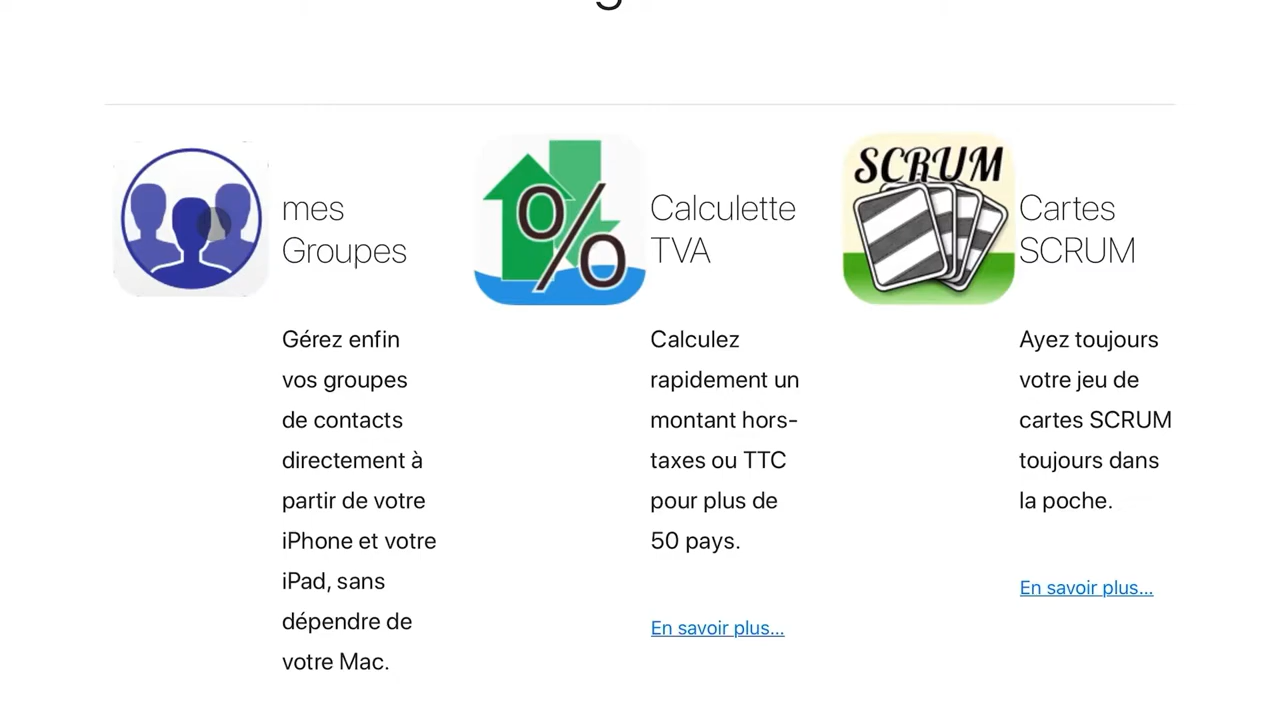 mes
Groupes
Gérez enfin
vos groupes
de contacts
directement à
partir de votre
iPhone et votre
iPad, sans
dépendre de
votre Mac.
%
Calculette
TVA
Calculez
rapidement un
montant hors-
taxes ou TTC
pour plus de
50 pays.
En savoir plus...
SCRUM
Cartes
SCRUM
Ayez toujours
votre jeu de
cartes SCRUM
toujours dans
la poche.
En savoir plus...